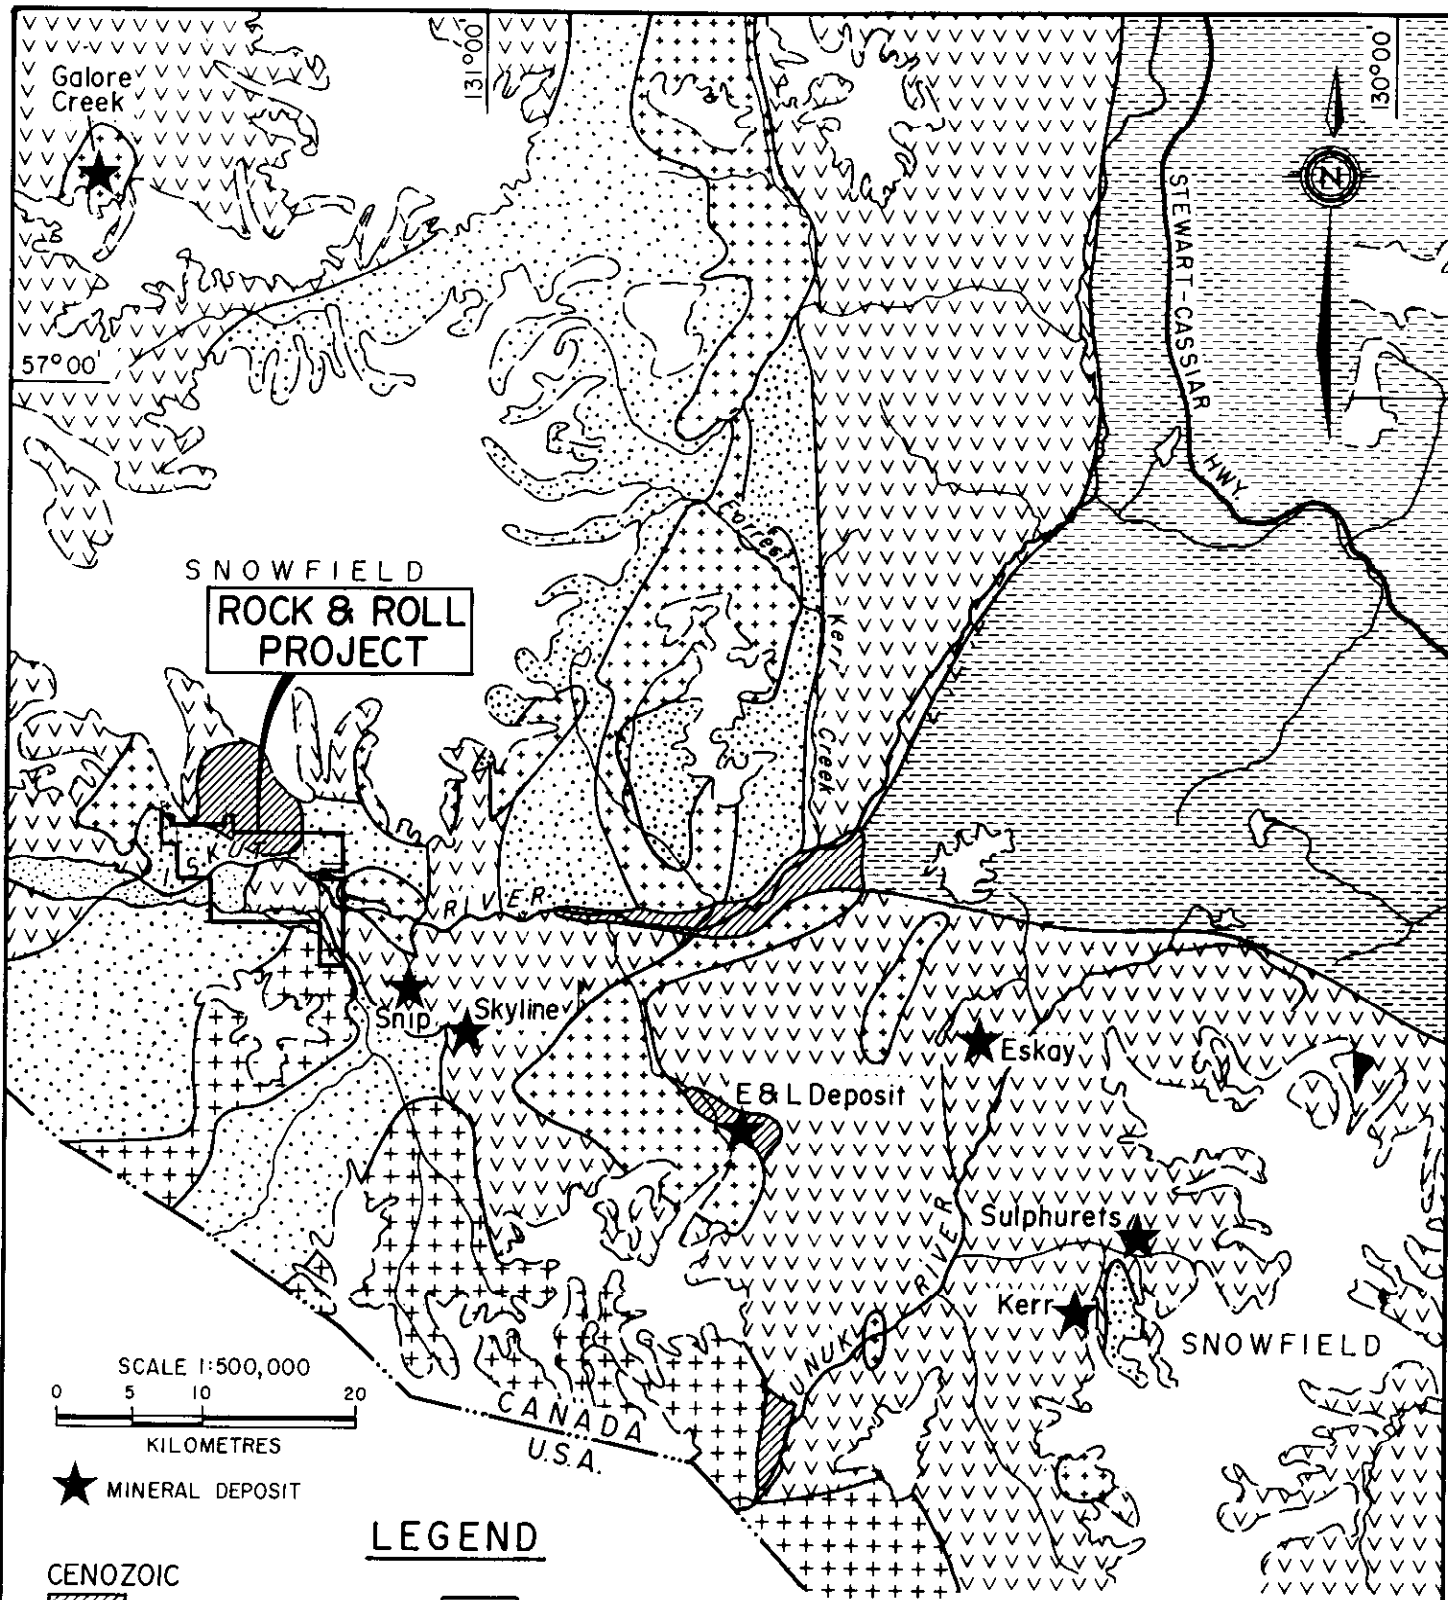 131°00'
130°00'
Galore
Creek
N
STEWART-CASSIAR
HWY
57°00'
Forrest
SNOWFIELD
ROCK & ROLL
PROJECT
Kerr
Creek
RIVER
Snip
Skyline
Eskay
E & L Deposit
Sulphurets
RIVER
Kerr
UNUK
SNOWFIELD
SCALE 1:500,000
0 5 10 20
KILOMETRES
CANADA
U.S.A.
MINERAL DEPOSIT
LEGEND
CENOZOIC